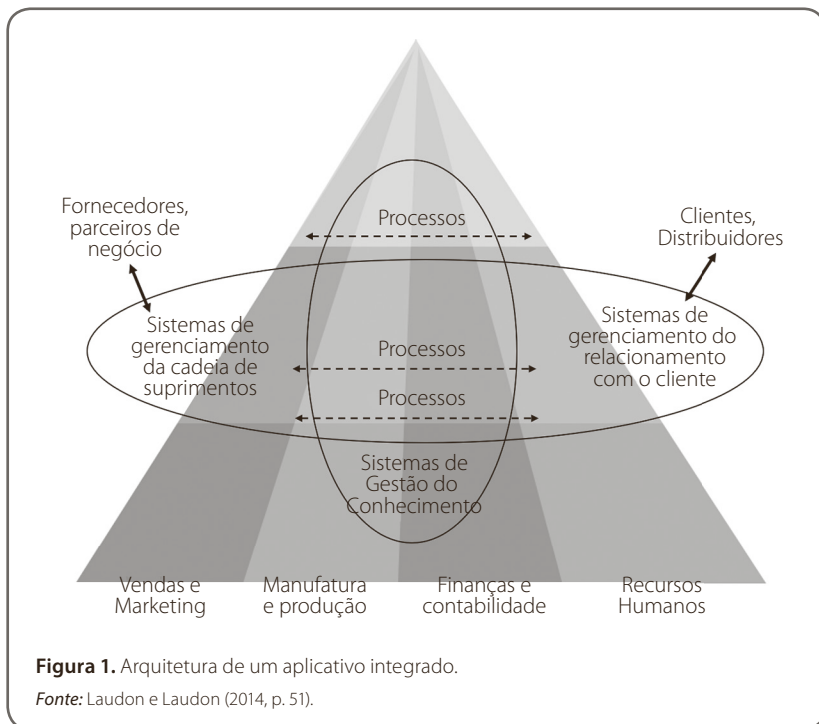 Fornecedores,
parceiros de
negócio
Processos
Clientes,
Distribuidores
Sistemas de
gerenciamento
da cadeia de
suprimentos
Processos
Processos
Sistemas de
gerenciamento do
relacionamento
com o cliente
Sistemas de
Gestão do
Conhecimento
Vendas e
Marketing
Manufatura
e produção
Finanças e
contabilidade
Recursos
Humanos
Figura 1. Arquitetura de um aplicativo integrado.
Fonte: Laudon e Laudon (2014, p. 51).